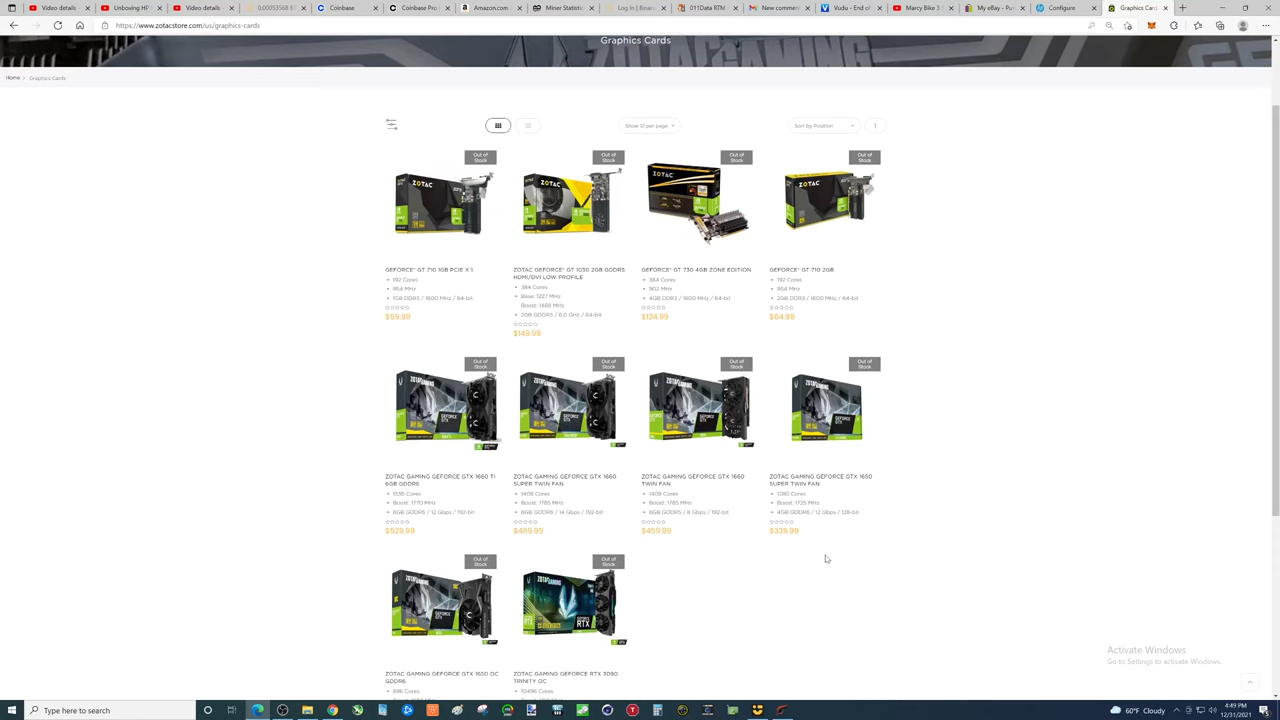 Video details - Y
Unboxing HP
Video details - Y
0.00053568 B
Coinbase
Coinbase Pro
Amazon.com
Miner Statistic
Log In | Binan
011Data RTM
New comment
Vudu - End o
Marcy Bike 3
My eBay - Pu
Configure
Graphics Card
https://www.zotacstore.com/us/graphics-cards
Graphics Cards
Home > Graphics Cards
Show 12 per page
Sort by Position
Out of Stock
Out of Stock
Out of Stock
Out of Stock
GEFORCE® GT 710 1GB PCIE X 1
192 Cores
954 MHz
1GB DDR3 / 1600 MHz / 64-bit
$59.99
ZOTAC GEFORCE® GT 1030 2GB GDDR5
HDMI/DVI LOW PROFILE
384 Cores
Base: 1227 MHz
Boost: 1468 MHz
2GB GDDR5 / 6.0 GHz / 64-bit
$149.99
GEFORCE® GT 730 4GB ZONE EDITION
384 Cores
902 MHz
4GB DDR3 / 1600 MHz / 64-bit
$124.99
GEFORCE® GT 710 2GB
192 Cores
954 MHz
2GB DDR3 / 1600 MHz / 64-bit
$64.99
Out of Stock
Out of Stock
Out of Stock
Out of Stock
ZOTAC GAMING GEFORCE GTX 1660 TI
6GB GDDR6
1536 Cores
Boost: 1770 MHz
6GB GDDR6 / 12 Gbps / 192-bit
$529.99
ZOTAC GAMING GEFORCE GTX 1660
SUPER TWIN FAN
1408 Cores
Boost: 1785 MHz
6GB GDDR6 / 14 Gbps / 192-bit
$469.99
ZOTAC GAMING GEFORCE GTX 1660
TWIN FAN
1408 Cores
Boost: 1785 MHz
6GB GDDR5 / 8 Gbps / 192-bit
$459.99
ZOTAC GAMING GEFORCE GTX 1650
SUPER TWIN FAN
1280 Cores
Boost: 1725 MHz
4GB GDDR6 / 12 Gbps / 128-bit
$339.99
Out of Stock
Out of Stock
ZOTAC GAMING GEFORCE GTX 1650 OC
GDDR6
896 Cores
ZOTAC GAMING GEFORCE RTX 3090
TRINITY OC
10496 Cores
Activate Windows
Go to Settings to activate Windows.
Type here to search
60°F Cloudy
4:49 PM
12/31/2021